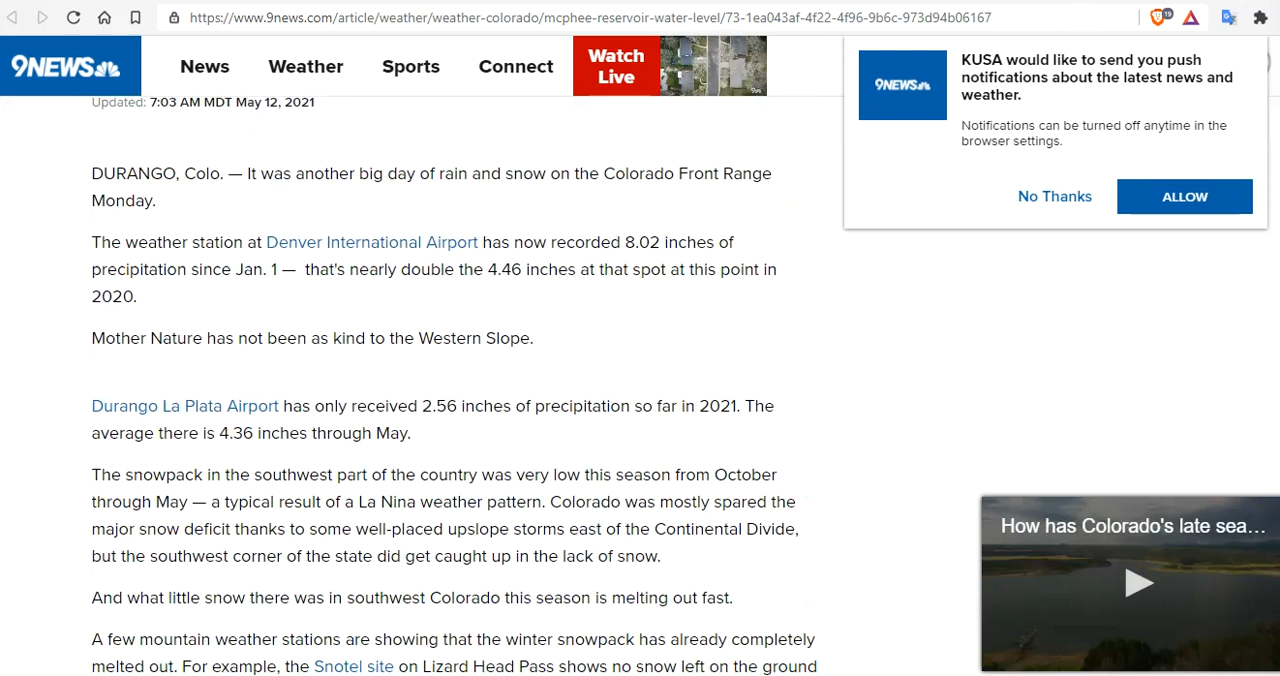 https://www.9news.com/article/weather/weather-colorado/mcphee-reservoir-water-level/73-1ea043af-4f22-4f96-9b6c-973d94b06167
19
9NEWS
News
Weather
Sports
Connect
Watch
Live
KUSA would like to send you push
notifications about the latest news and
weather.
9NEWS
Notifications can be turned off anytime in the
browser settings.
No Thanks
ALLOW
Updated: 7:03 AM MDT May 12, 2021
DURANGO, Colo. — It was another big day of rain and snow on the Colorado Front Range
Monday.
The weather station at Denver International Airport has now recorded 8.02 inches of
precipitation since Jan. 1 — that's nearly double the 4.46 inches at that spot at this point in
2020.
Mother Nature has not been as kind to the Western Slope.
Durango La Plata Airport has only received 2.56 inches of precipitation so far in 2021. The
average there is 4.36 inches through May.
The snowpack in the southwest part of the country was very low this season from October
through May — a typical result of a La Nina weather pattern. Colorado was mostly spared the
major snow deficit thanks to some well-placed upslope storms east of the Continental Divide,
but the southwest corner of the state did get caught up in the lack of snow.
And what little snow there was in southwest Colorado this season is melting out fast.
A few mountain weather stations are showing that the winter snowpack has already completely
melted out. For example, the Snotel site on Lizard Head Pass shows no snow left on the ground
How has Colorado's late sea...